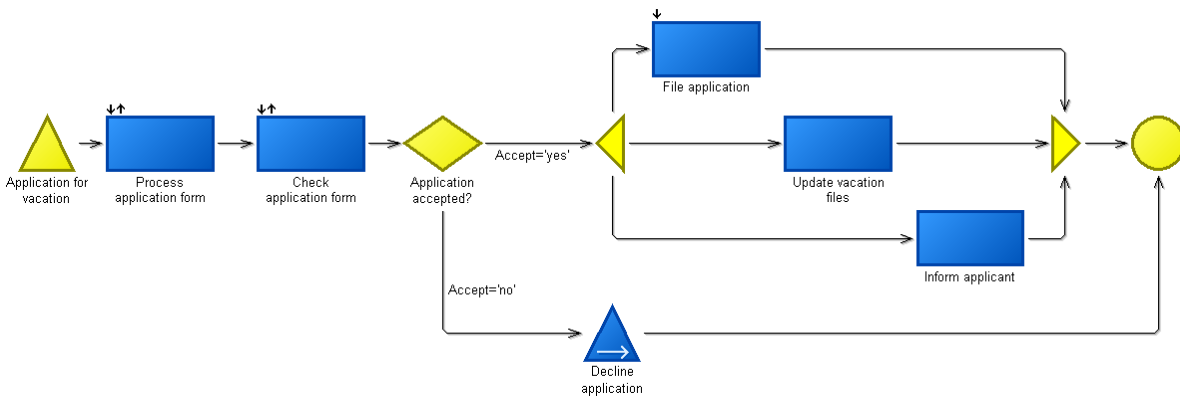 File application
Accept='yes'
Application for
vacation
Process
application form
Check
application form
Application
accepted?
Update vacation
files
Inform applicant
Accept='no'
Decline
application